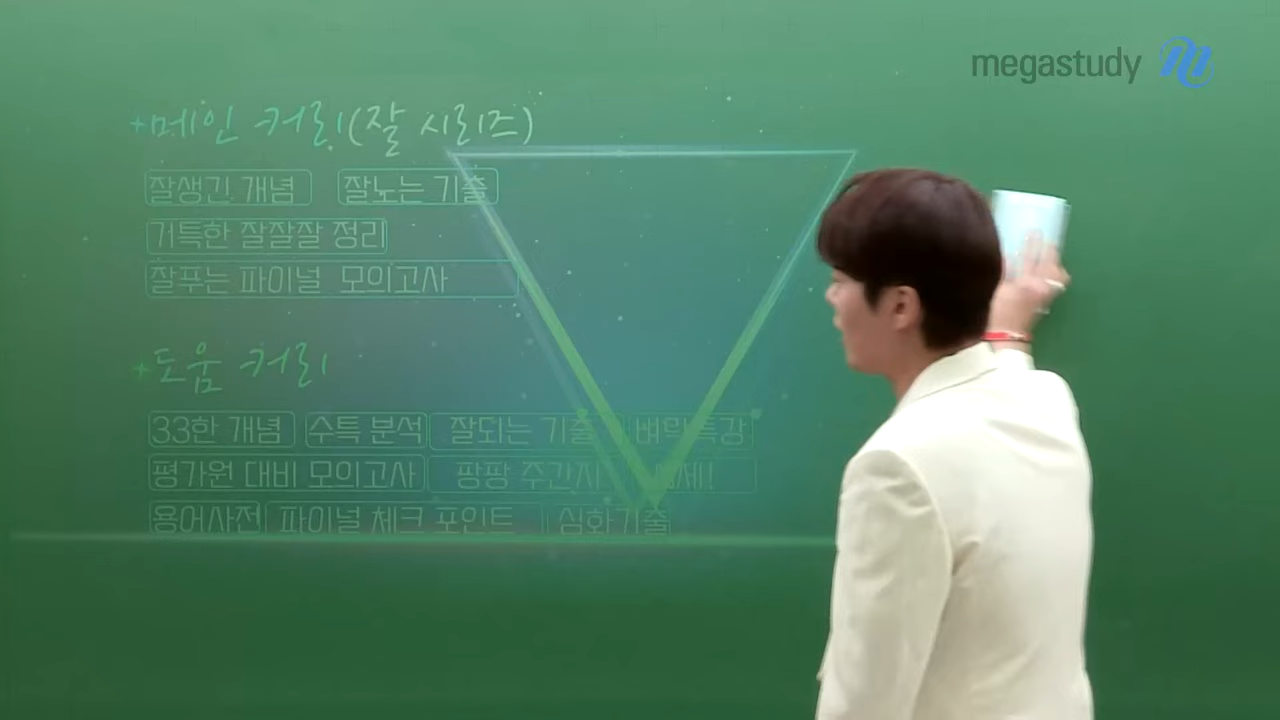 megastudy
+메인 커리(잘 시리즈)
잘생긴 개념 잘노는 기출
거특한 잘잘잘 정리
잘푸는 파이널 모의고사
+도움 커리
33한 개념 수특 분석 잘되는 기출 특강
평가원 대비 모의고사 팡팡 주간지
용어사전 파이널 체크 포인트 심화기출